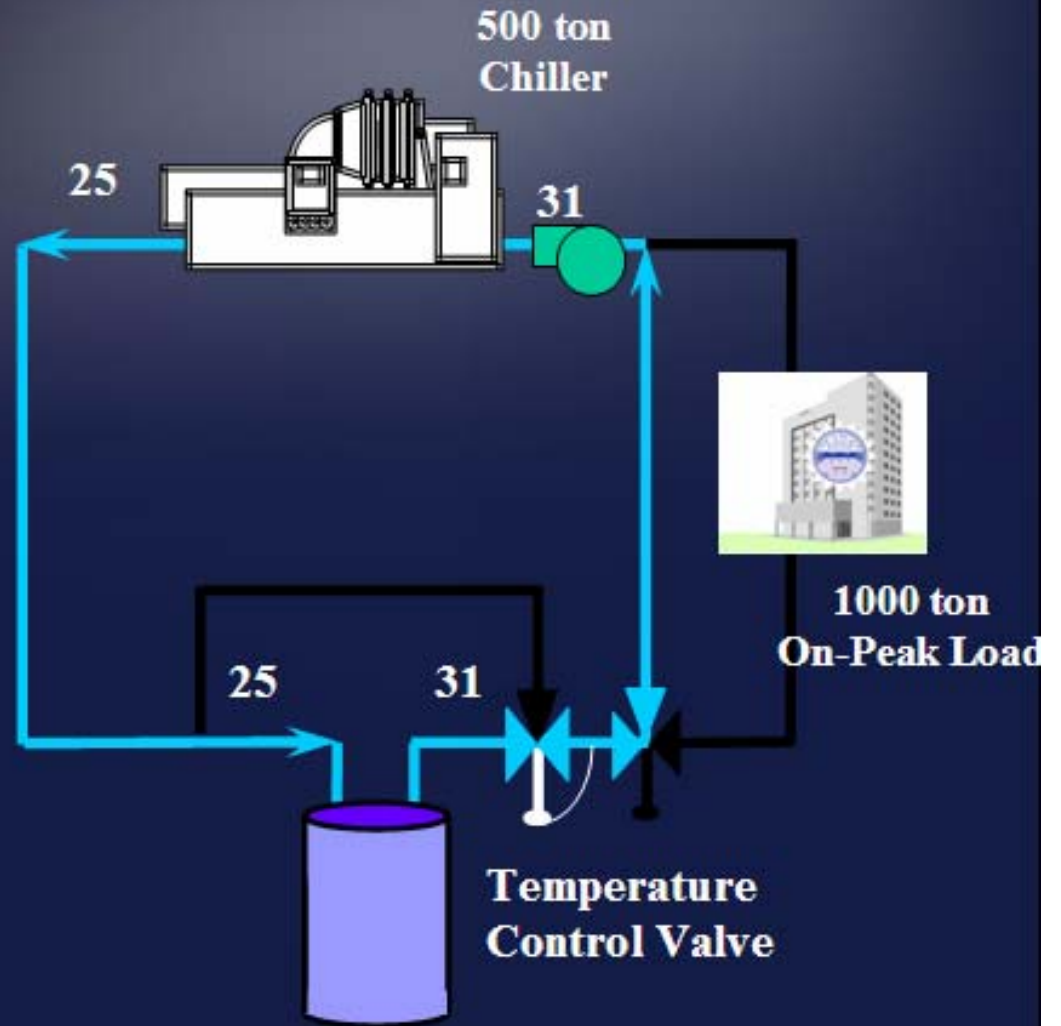 500 ton
Chiller
25
31
1000 ton
On-Peak Load
25
31
Temperature
Control Valve